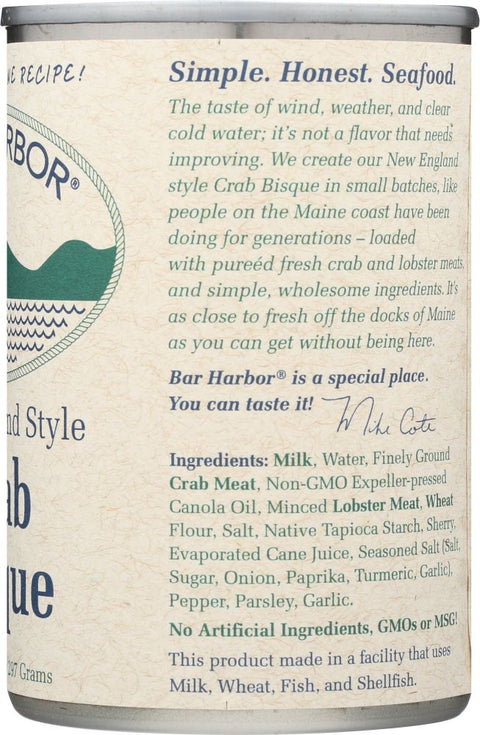 NE RECIPE!
RBOR®
nd Style
ab
que
297 Grams
Simple. Honest. Seafood.
The taste of wind, weather, and clear
cold water; it's not a flavor that needs
improving. We create our New England
style Crab Bisque in small batches, like
people on the Maine coast have been
doing for generations – loaded
with pureéd fresh crab and lobster meats,
and simple, wholesome ingredients. It's
as close to fresh off the docks of Maine
as you can get without being here.
Bar Harbor® is a special place.
You can taste it!
Mike Cote
Ingredients: Milk, Water, Finely Ground
Crab Meat, Non-GMO Expeller-pressed
Canola Oil, Minced Lobster Meat, Wheat
Flour, Salt, Native Tapioca Starch, Sherry,
Evaporated Cane Juice, Seasoned Salt (Salt,
Sugar, Onion, Paprika, Turmeric, Garlic),
Pepper, Parsley, Garlic.
No Artificial Ingredients, GMOs or MSG!
This product made in a facility that uses
Milk, Wheat, Fish, and Shellfish.